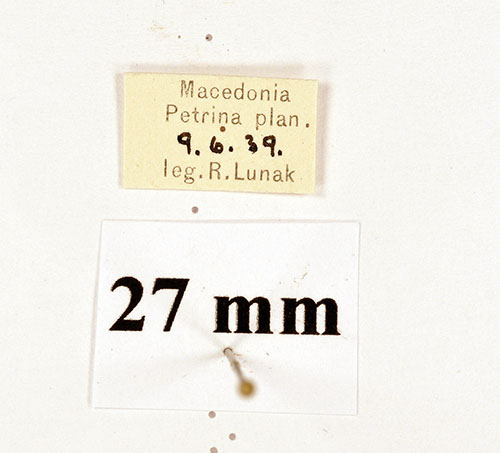 Macedonia
Petrina plan.
9.6.39.
leg.R.Lunak
27 mm